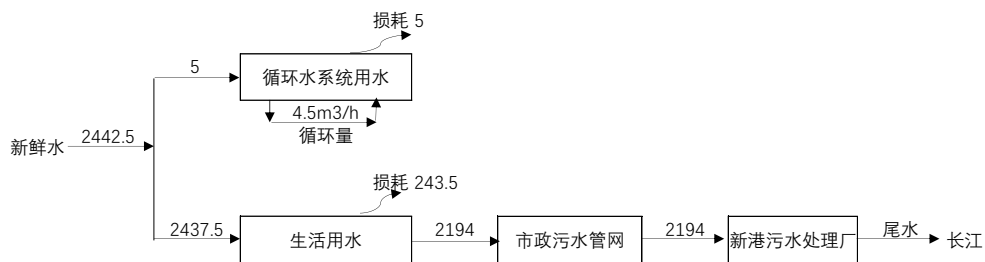 损耗 5
5
循环水系统用水
4.5m3/h
循环量
新鲜水
2442.5
损耗 243.5
2437.5
生活用水
2194
市政污水管网
2194
新港污水处理厂
尾水
长江